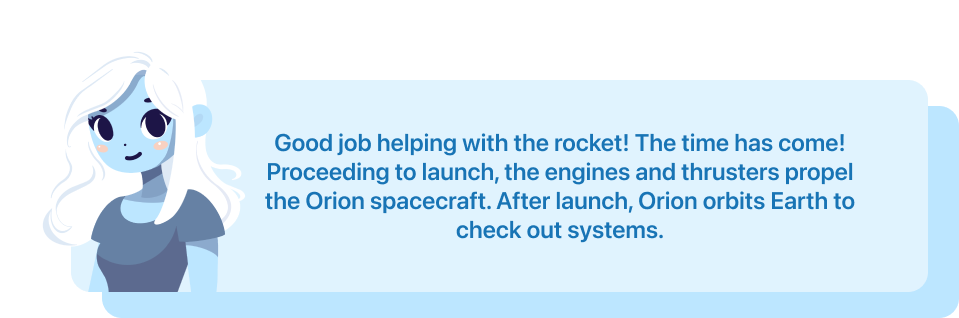 Good job helping with the rocket! The time has come!
Proceeding to launch, the engines and thrusters propel
the Orion spacecraft. After launch, Orion orbits Earth to
check out systems.